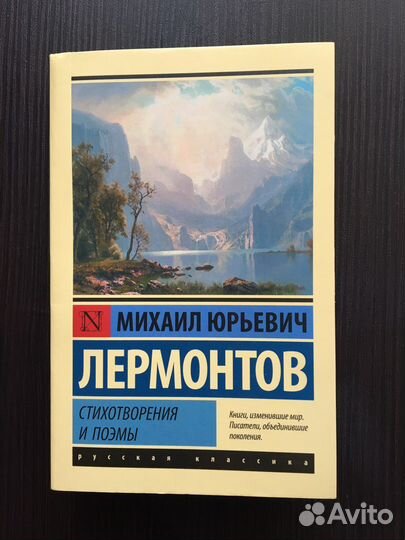 N
МИХАИЛ ЮРЬЕВИЧ
ЛЕРМОНТОВ
СТИХОТВОРЕНИЯ
И ПОЭМЫ
Книги, изменившие мир.
Писатели, объединившие
поколения.
русская классика
Avito